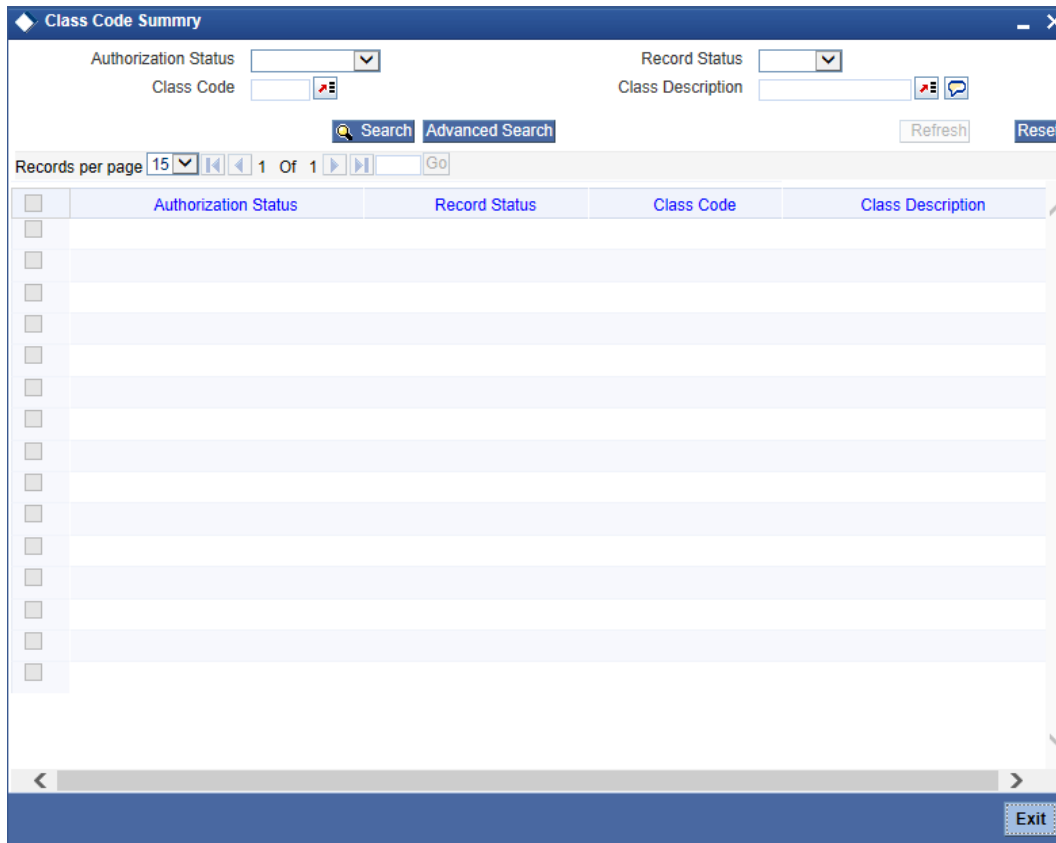 Class Code Summry
Authorization Status Record Status
Class Code Class Description
Search Advanced Search Refresh Reset
Records per page 15 1 Of 1 Go
Authorization Status Record Status Class Code Class Description
Exit